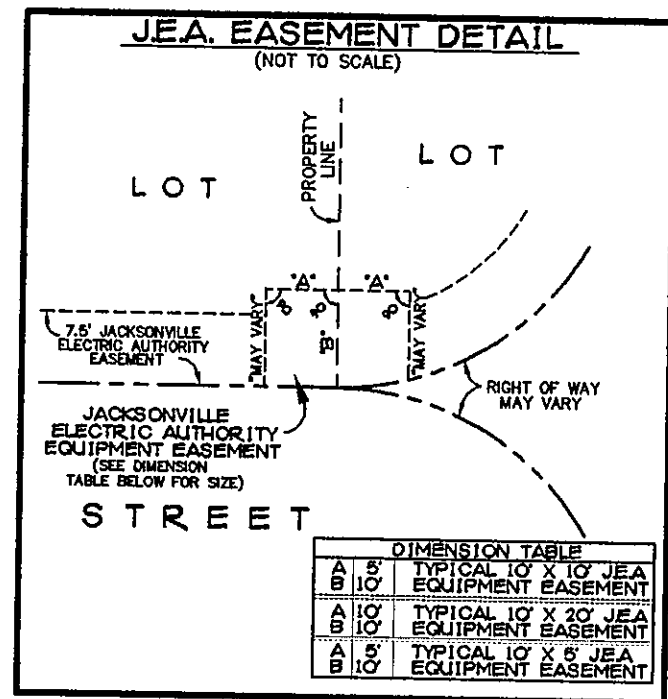 J.E.A. EASEMENT DETAIL
(NOT TO SCALE)
LOT
PROPERTY
LINE
LOT
"A"
"A"
90
90
90
"B"
"MAY VARY"
"MAY VARY"
7.5' JACKSONVILLE
ELECTRIC AUTHORITY
EASEMENT
RIGHT OF WAY
MAY VARY
JACKSONVILLE
ELECTRIC AUTHORITY
EQUIPMENT EASEMENT
(SEE DIMENSION
TABLE BELOW FOR SIZE)
STREET
DIMENSION TABLE
A 5' TYPICAL 10' X 10' JEA
B 10' EQUIPMENT EASEMENT
A 10' TYPICAL 10' X 20' JEA
B 10' EQUIPMENT EASEMENT
A 5' TYPICAL 10' X 5' JEA
B 10' EQUIPMENT EASEMENT